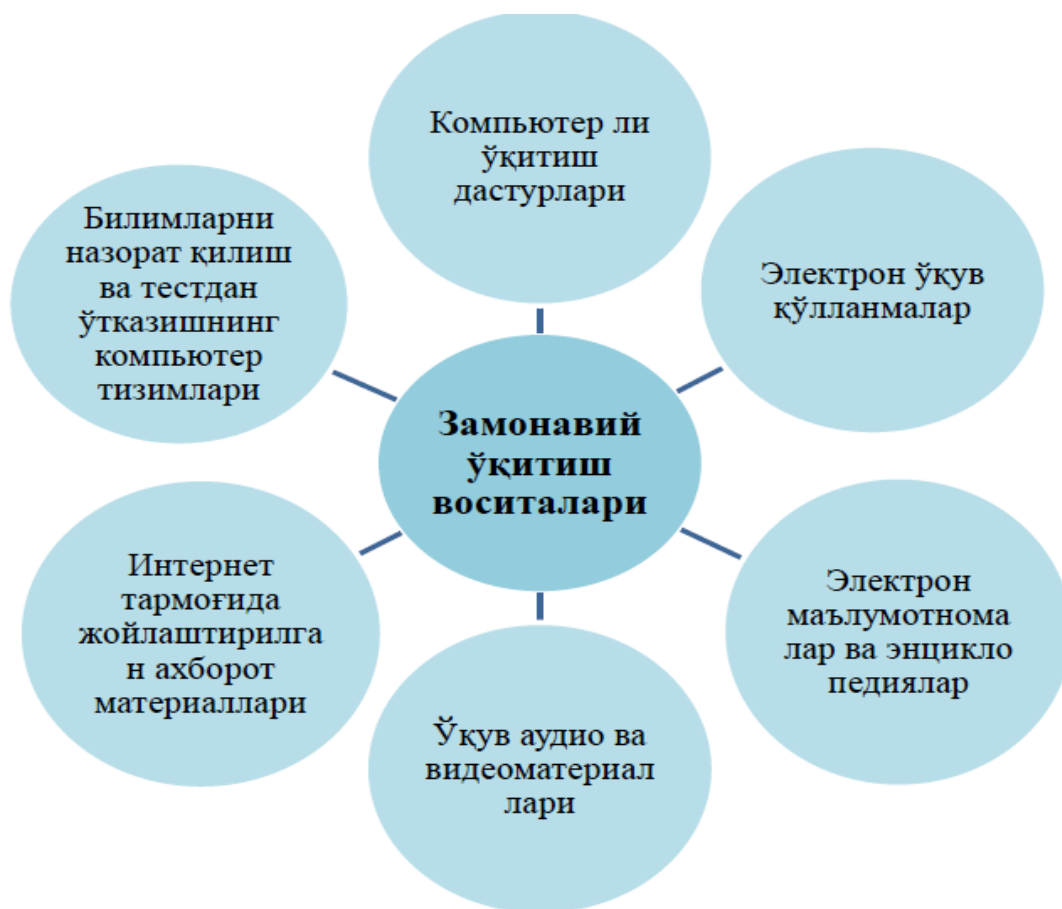 Компьютер ли
ўқитиш
дастурлари
Электрон ўқув
қўлланмалар
Электрон
маълумотнома
лар ва энцикло
педиялар
Ўқув аудио ва
видеоматериал
лари
Интернет
тармоғида
жойлаштирилга
н ахборот
материаллари
Билимларни
назорат қилиш
ва тестдан
ўтказишнинг
компьютер
тизимлари
Замонавий
ўқитиш
воситалари